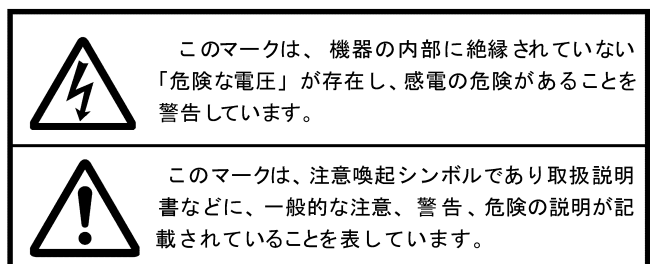 このマークは、機器の内部に絶縁されていない
「危険な電圧」が存在し、感電の危険があることを
警告しています。
このマークは、注意喚起シンボルであり取扱説明
書などに、一般的な注意、警告、危険の説明が記
載されていることを表しています。